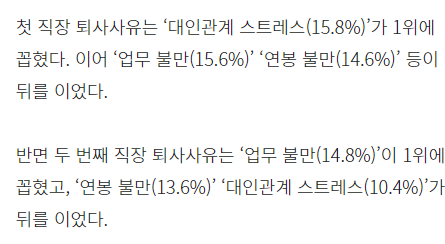 첫 직장 퇴사사유는 ‘대인관계 스트레스(15.8%)’가 1위에
꼽혔다. 이어 ‘업무 불만(15.6%)’ ‘연봉 불만(14.6%)’ 등이
뒤를 이었다.
반면 두 번째 직장 퇴사사유는 ‘업무 불만(14.8%)’이 1위에
꼽혔고, ‘연봉 불만(13.6%)’ ‘대인관계 스트레스(10.4%)’가
뒤를 이었다.